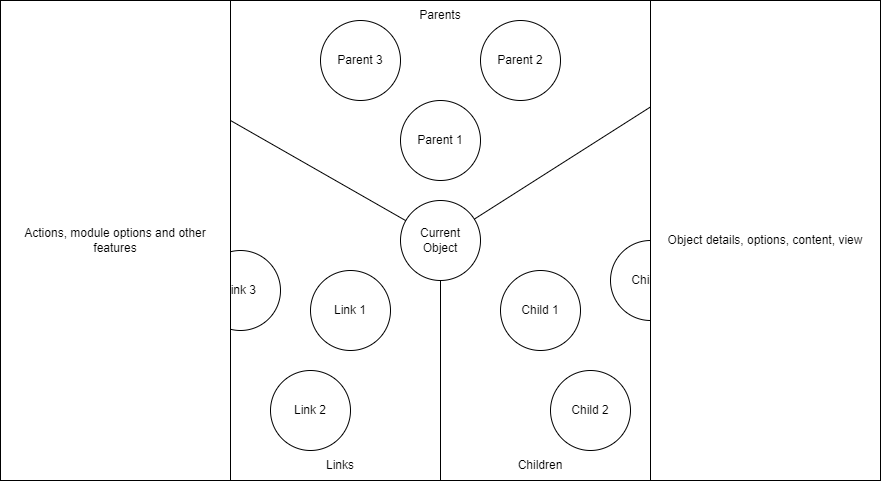 Parents
Parent 3
Parent 2
Parent 1
Actions, module options and other
features
Current
Object
Object details, options, content, view
ink 3
Link 1
Child 1
Chi
Link 2
Child 2
Links
Children